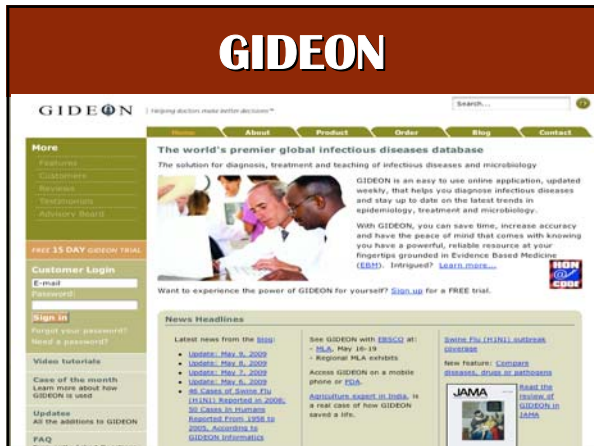 GIDEON
GIDEON | Helping doctors make better decisions™
Search...
Home About Product Order Blog Contact
More
Features
Customers
Reviews
Testimonials
Advisory Board
FREE 15 DAY GIDEON TRIAL
Customer Login
E-mail
Password:
Sign in
Forgot your password?
Need a password?
Video tutorials
Case of the month
Learn more about how
GIDEON is used
Updates
All the additions to GIDEON
FAQ
The world's premier global infectious diseases database
The solution for diagnosis, treatment and teaching of infectious diseases and microbiology
GIDEON is an easy to use online application, updated
weekly, that helps you diagnose infectious diseases
and stay up to date on the latest trends in
epidemiology, treatment and microbiology.
With GIDEON, you can save time, increase accuracy
and have the peace of mind that comes with knowing
you have a powerful, reliable resource at your
fingertips grounded in Evidence Based Medicine
(EBM). Intrigued? Learn more...
HON
@
CODE
Want to experience the power of GIDEON for yourself? Sign up for a FREE trial.
News Headlines
Latest news from the blog:
Update: May 9, 2009
Update: May 8, 2009
Update: May 7, 2009
Update: May 6, 2009
46 Cases of Swine Flu
(H1N1) Reported in 2008;
50 Cases in Humans
Reported From 1958 to
2005, According to
GIDEON Informatics
See GIDEON with EBSCO at:
- MLA, May 16-19
- Regional MLA exhibits
Access GIDEON on a mobile
phone or PDA.
Agriculture expert in India, is
a real case of how GIDEON
saved a life.
Swine Flu (H1N1) outbreak
coverage
New Feature: Compare
diseases, drugs or pathogens
JAMA
Read the
review of
GIDEON in
JAMA